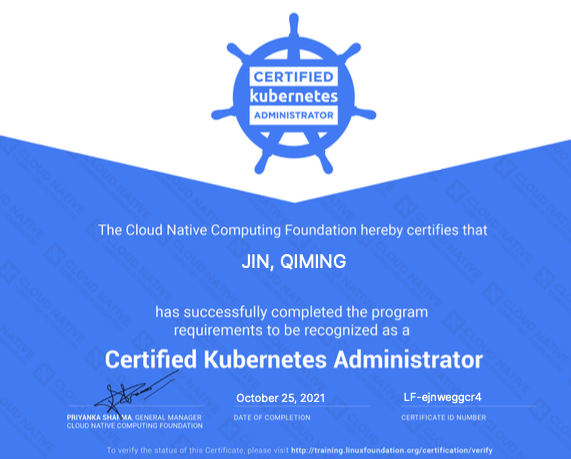 CERTIFIED
kubernetes
ADMINISTRATOR
The Cloud Native Computing Foundation hereby certifies that
JIN, QIMING
has successfully completed the program
requirements to be recognized as a
Certified Kubernetes Administrator
PRIYANKA SHARMA, GENERAL MANAGER
CLOUD NATIVE COMPUTING FOUNDATION
October 25, 2021
DATE OF COMPLETION
LF-ejnweggcr4
CERTIFICATE ID NUMBER
To verify the status of this Certificate, please visit http://training.linuxfoundation.org/certification/verify